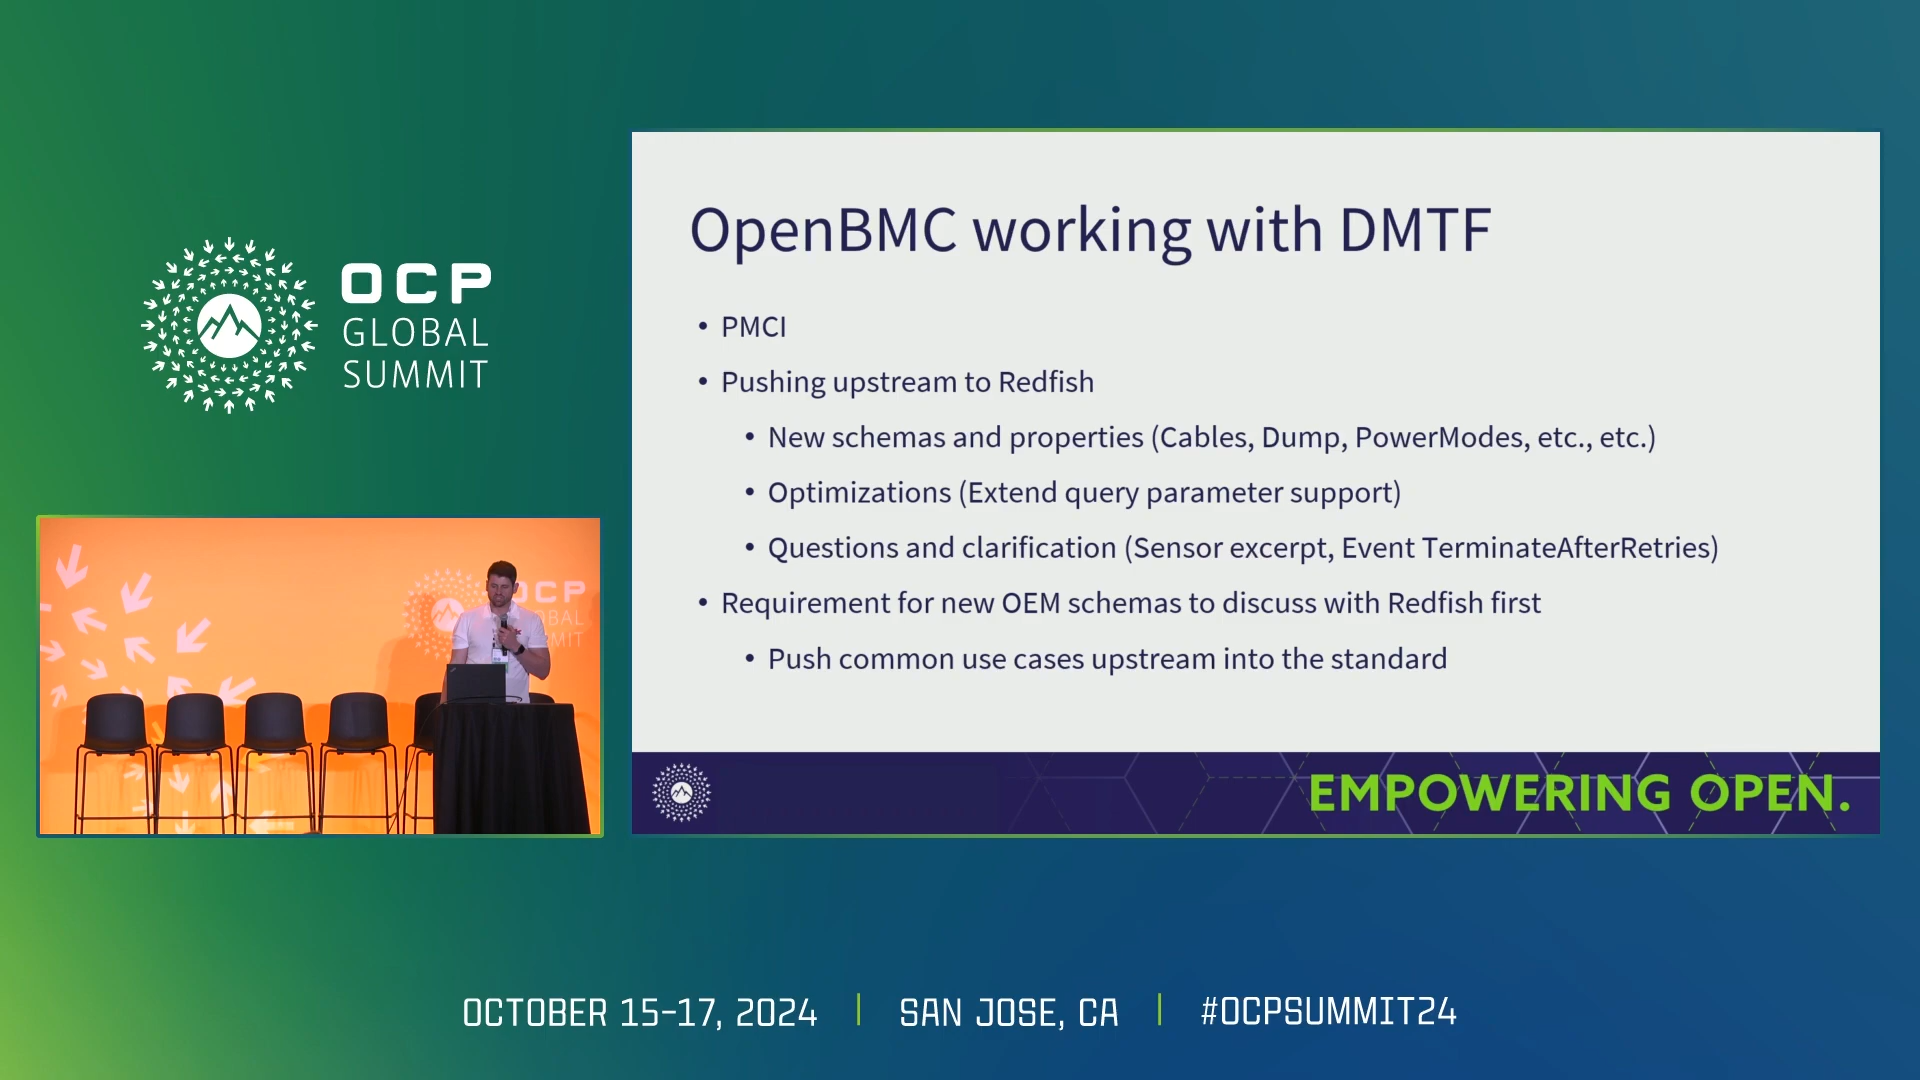 OCP
GLOBAL
SUMMIT
OpenBMC working with DMTF
• PMCI
• Pushing upstream to Redfish
• New schemas and properties (Cables, Dump, PowerModes, etc., etc.)
• Optimizations (Extend query parameter support)
• Questions and clarification (Sensor excerpt, Event TerminateAfterRetries)
• Requirement for new OEM schemas to discuss with Redfish first
• Push common use cases upstream into the standard
EMPOWERING OPEN.
OCP
OCTOBER 15-17, 2024 | SAN JOSE, CA | #OCPSUMMIT24